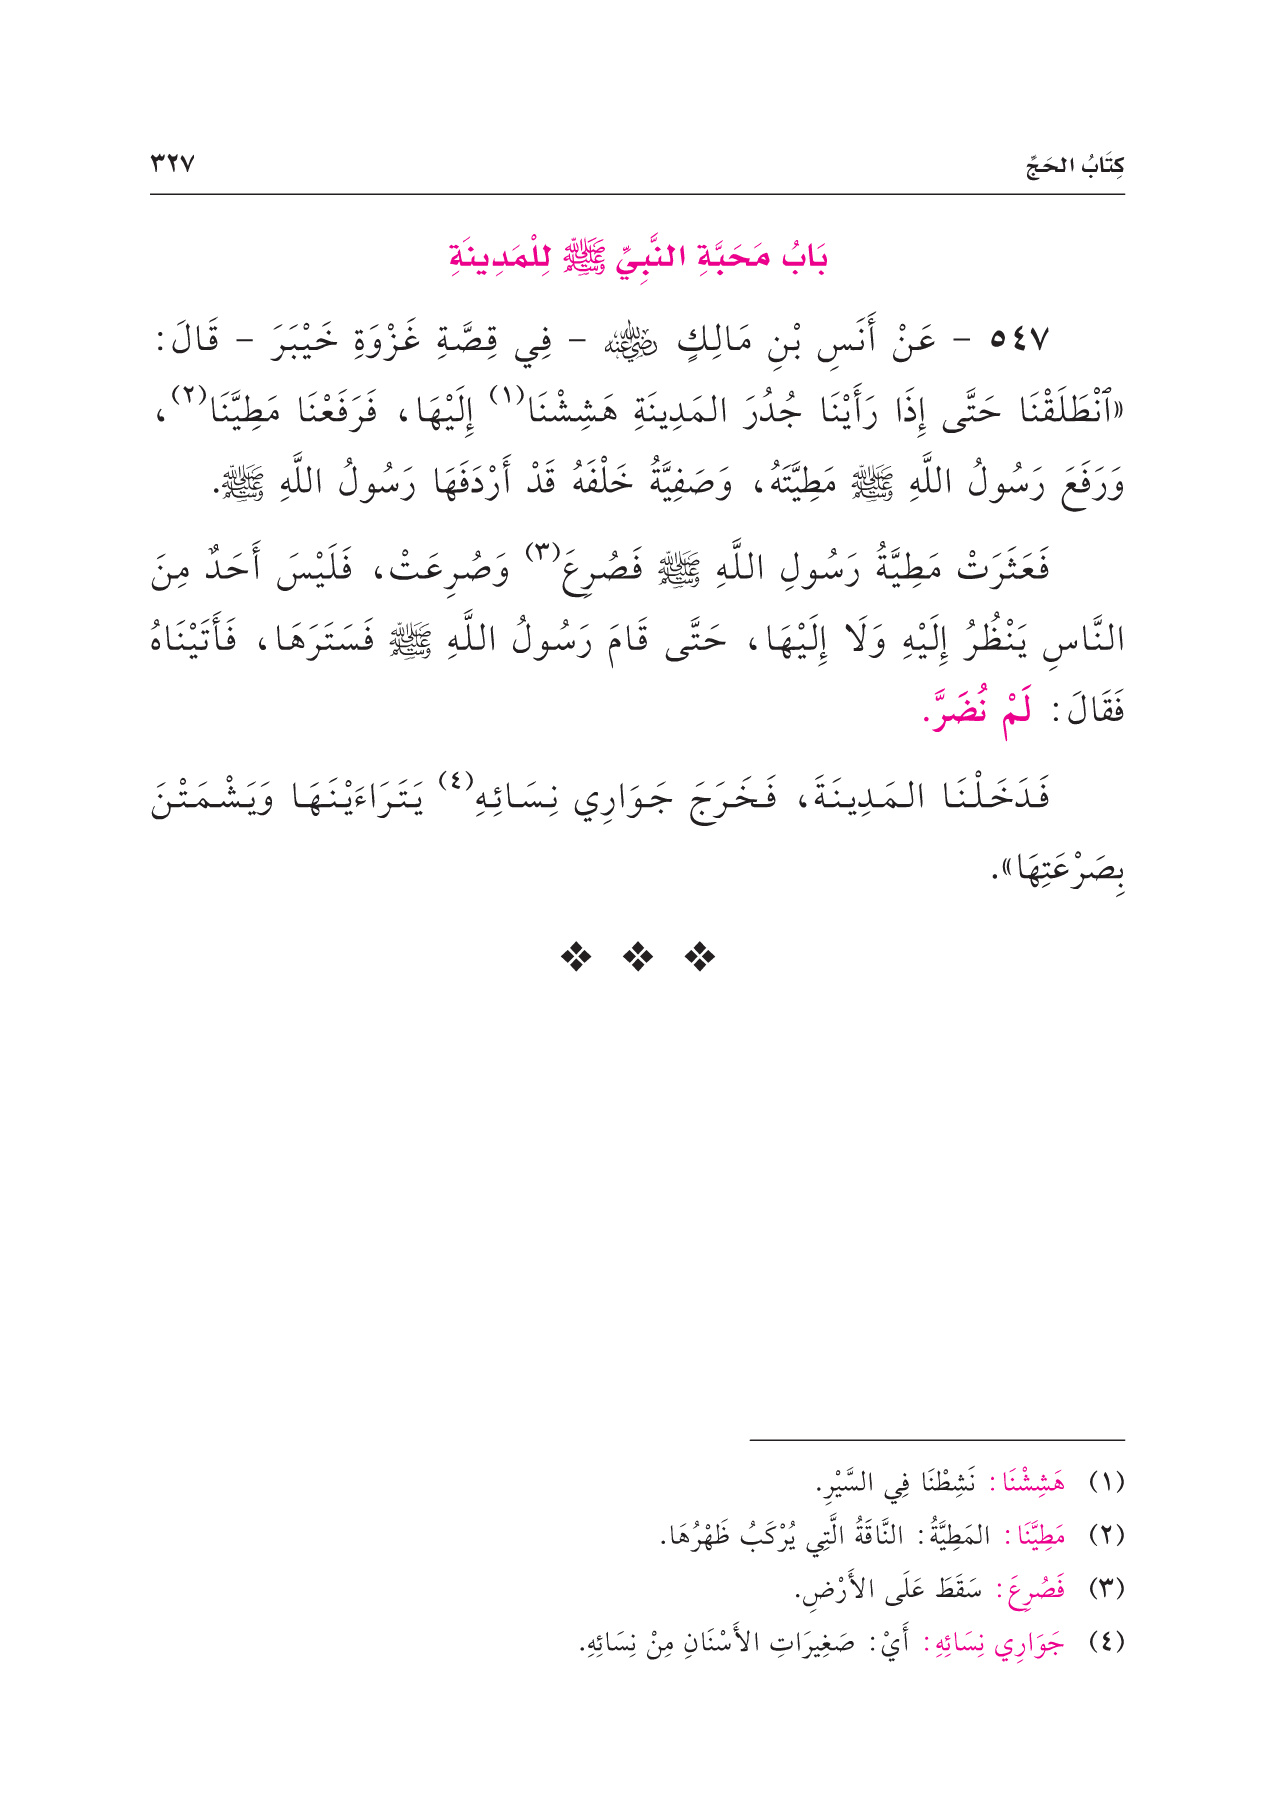 كِتَابُ الحَجِّ ٣٢٧
بَابُ مَحَبَّةِ النَّبِيِّ ﷺ لِلْمَدِينَةِ
٥٤٧ - عَنْ أَنَسِ بْنِ مَالِكٍ رضي الله عنه - فِي قِصَّةِ غَزْوَةِ خَيْبَرَ - قَالَ:
«ٱنْطَلَقْنَا حَتَّى إِذَا رَأَيْنَا جُدُرَ المَدِينَةِ هَشِشْنَا(١) إِلَيْهَا، فَرَفَعْنَا مَطِيَّنَا(٢)،
وَرَفَعَ رَسُولُ اللَّهِ ﷺ مَطِيَّتَهُ، وَصَفِيَّةُ خَلْفَهُ قَدْ أَرْدَفَهَا رَسُولُ اللَّهِ ﷺ.
فَعَثَرَتْ مَطِيَّةُ رَسُولِ اللَّهِ ﷺ فَصُرِعَ(٣) وَصُرِعَتْ، فَلَيْسَ أَحَدٌ مِنَ
النَّاسِ يَنْظُرُ إِلَيْهِ وَلَا إِلَيْهَا، حَتَّى قَامَ رَسُولُ اللَّهِ ﷺ فَسَتَرَهَا، فَأَتَيْنَاهُ
فَقَالَ: لَمْ نُضَرَّ.
فَدَخَلْنَا المَدِينَةَ، فَخَرَجَ جَوَارِي نِسَائِهِ(٤) يَتَرَاءَيْنَهَا وَيَشْمَتْنَ
بِصَرْعَتِهَا».
(١) هَشِشْنَا: نَشِطْنَا فِي السَّيْرِ.
(٢) مَطِيَّنَا: المَطِيَّةُ: النَّاقَةُ الَّتِي يُرْكَبُ ظَهْرُهَا.
(٣) فَصُرِعَ: سَقَطَ عَلَى الأَرْضِ.
(٤) جَوَارِي نِسَائِهِ: أَيْ: صَغِيرَاتِ الأَسْنَانِ مِنْ نِسَائِهِ.